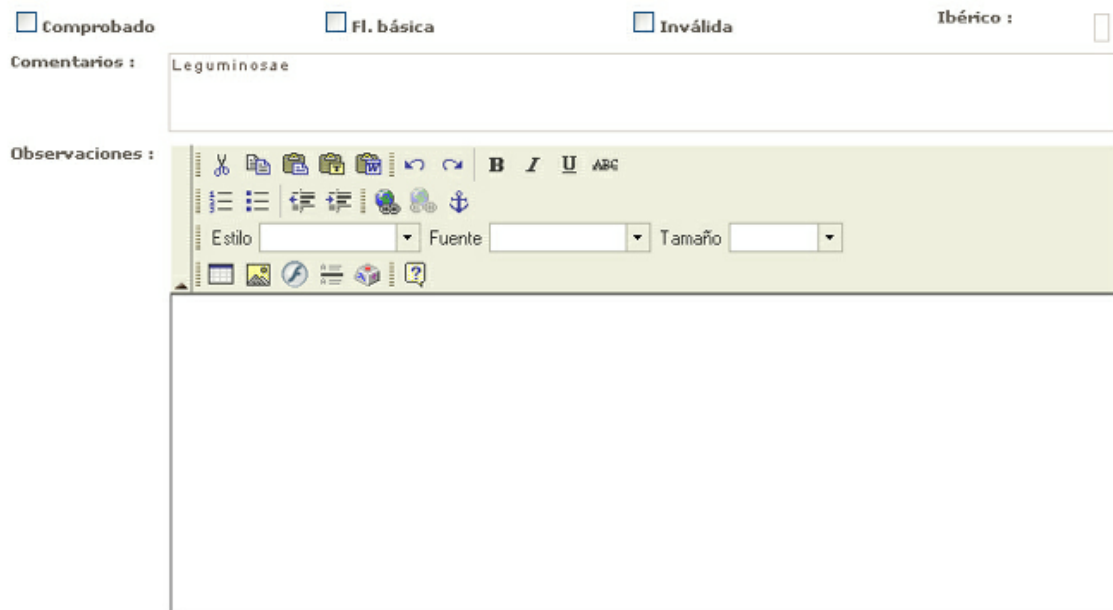 Comprobado Fl. básica Inválida Ibérico :
Comentarios : Leguminosae
Observaciones :
B I U ABC
Estilo Fuente Tamaño